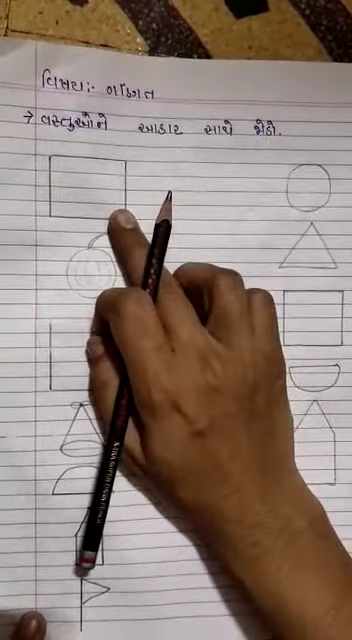 વિષય:- ગણિત
→ વસ્તુઓને આકાર સાથે જોડો.